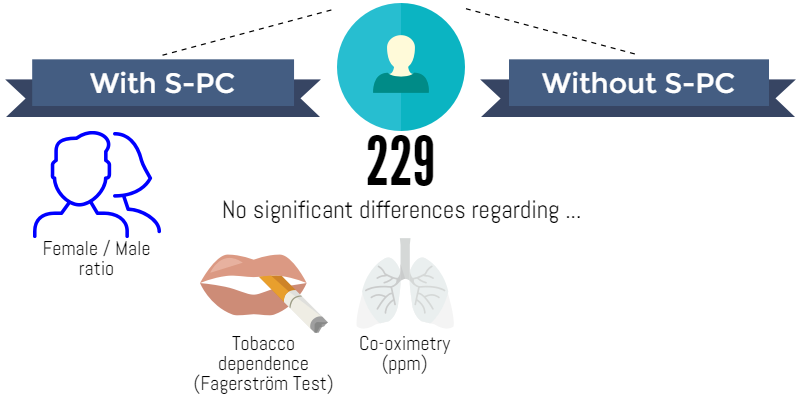 With S-PC
Without S-PC
229
No significant differences regarding ...
Female / Male
ratio
Tobacco
dependence
(Fagerström Test)
Co-oximetry
(ppm)